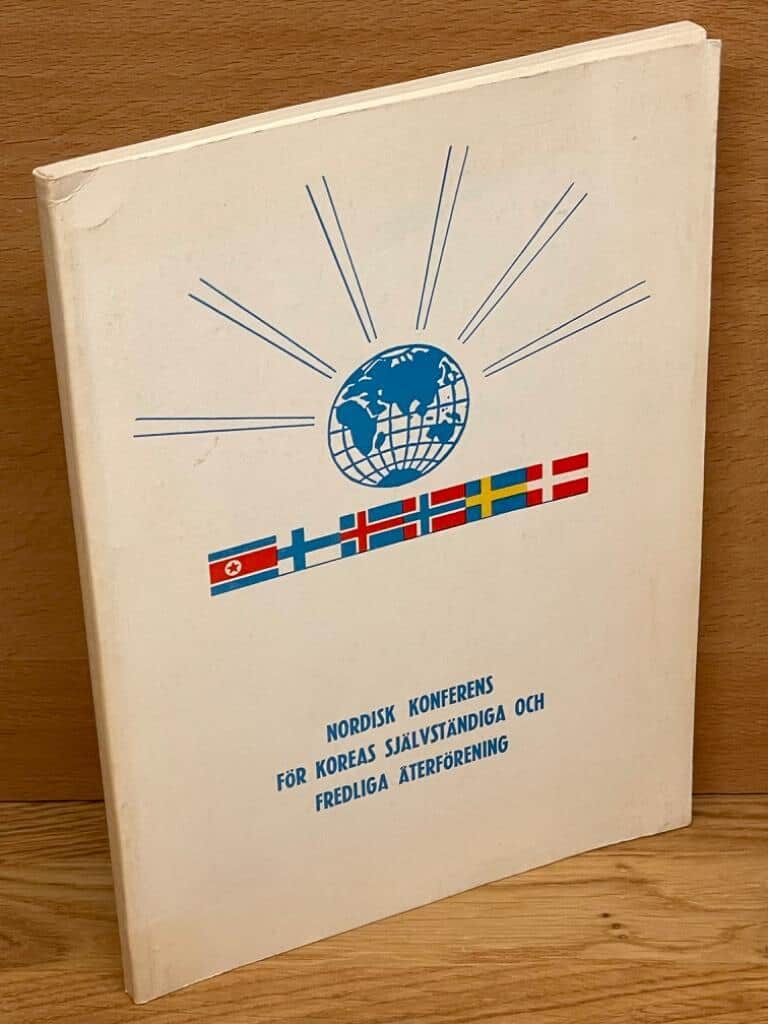 NORDISK KONFERENS
FÖR KOREAS SJÄLVSTÄNDIGA OCH
FREDLIGA ÅTERFÖRENING